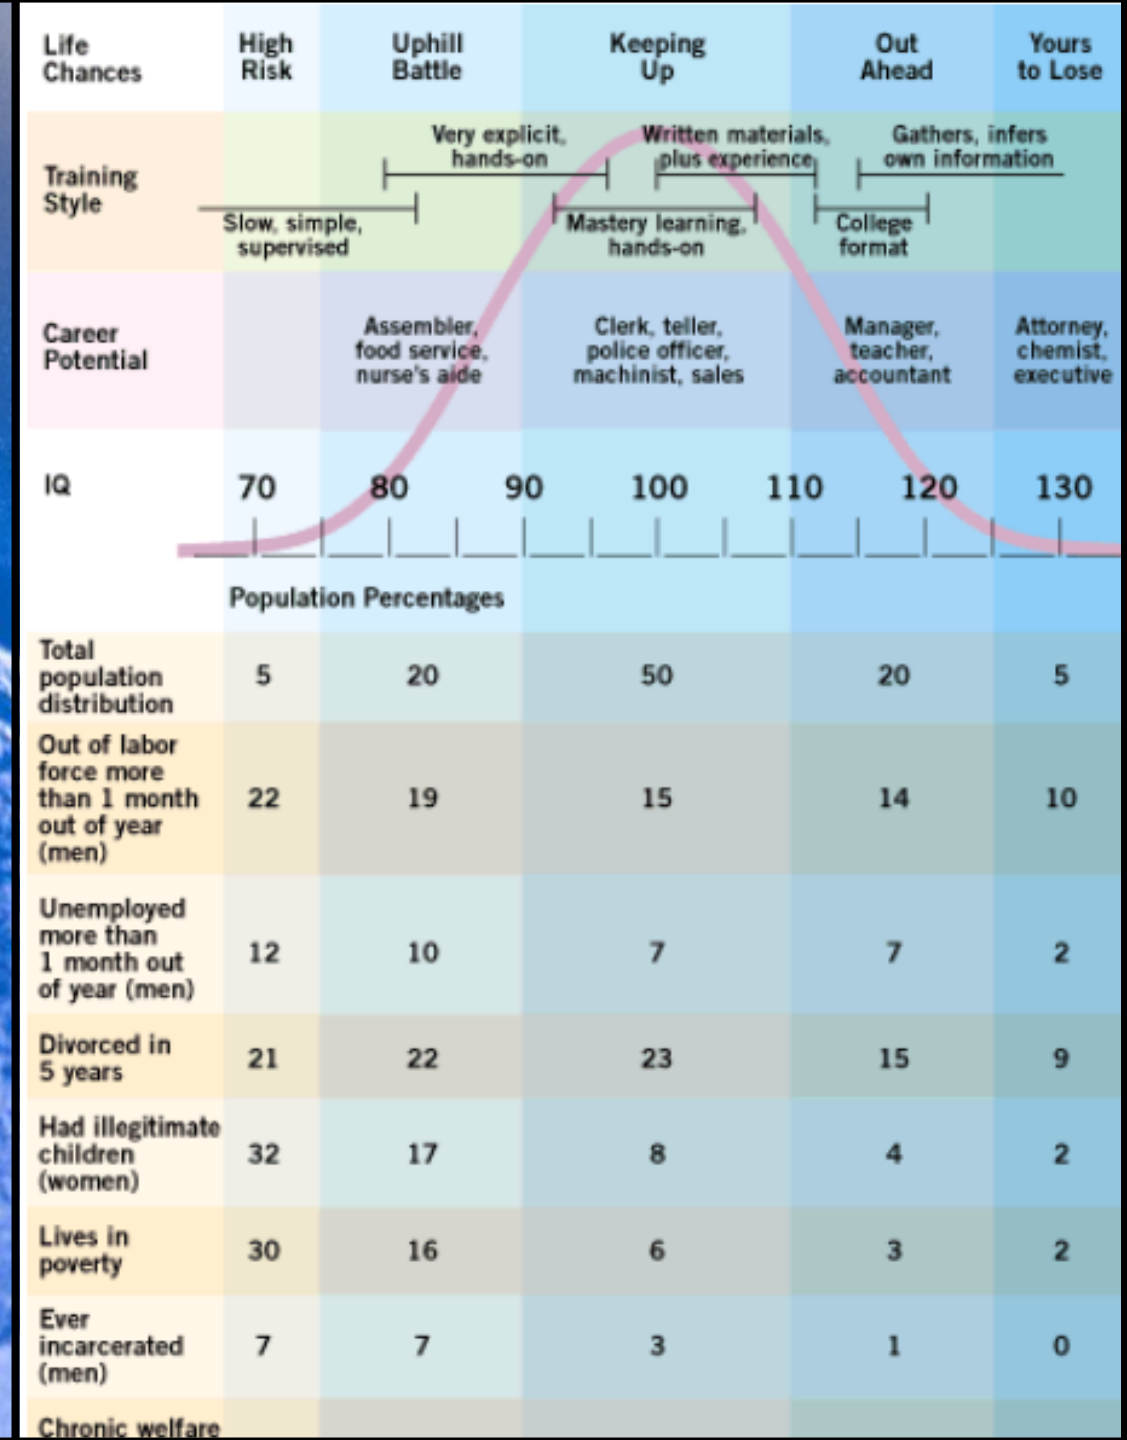 Life Chances
High Risk
Uphill Battle
Keeping Up
Out Ahead
Yours to Lose
Training Style
Very explicit, hands-on
Written materials, plus experience
Gathers, infers own information
Slow, simple, supervised
Mastery learning, hands-on
College format
Career Potential
Assembler, food service, nurse's aide
Clerk, teller, police officer, machinist, sales
Manager, teacher, accountant
Attorney, chemist, executive
IQ 70 80 90 100 110 120 130
Population Percentages
Total population distribution 5 20 50 20 5
Out of labor force more than 1 month out of year (men) 22 19 15 14 10
Unemployed more than 1 month out of year (men) 12 10 7 7 2
Divorced in 5 years 21 22 23 15 9
Had illegitimate children (women) 32 17 8 4 2
Lives in poverty 30 16 6 3 2
Ever incarcerated (men) 7 7 3 1 0
Chronic welfare